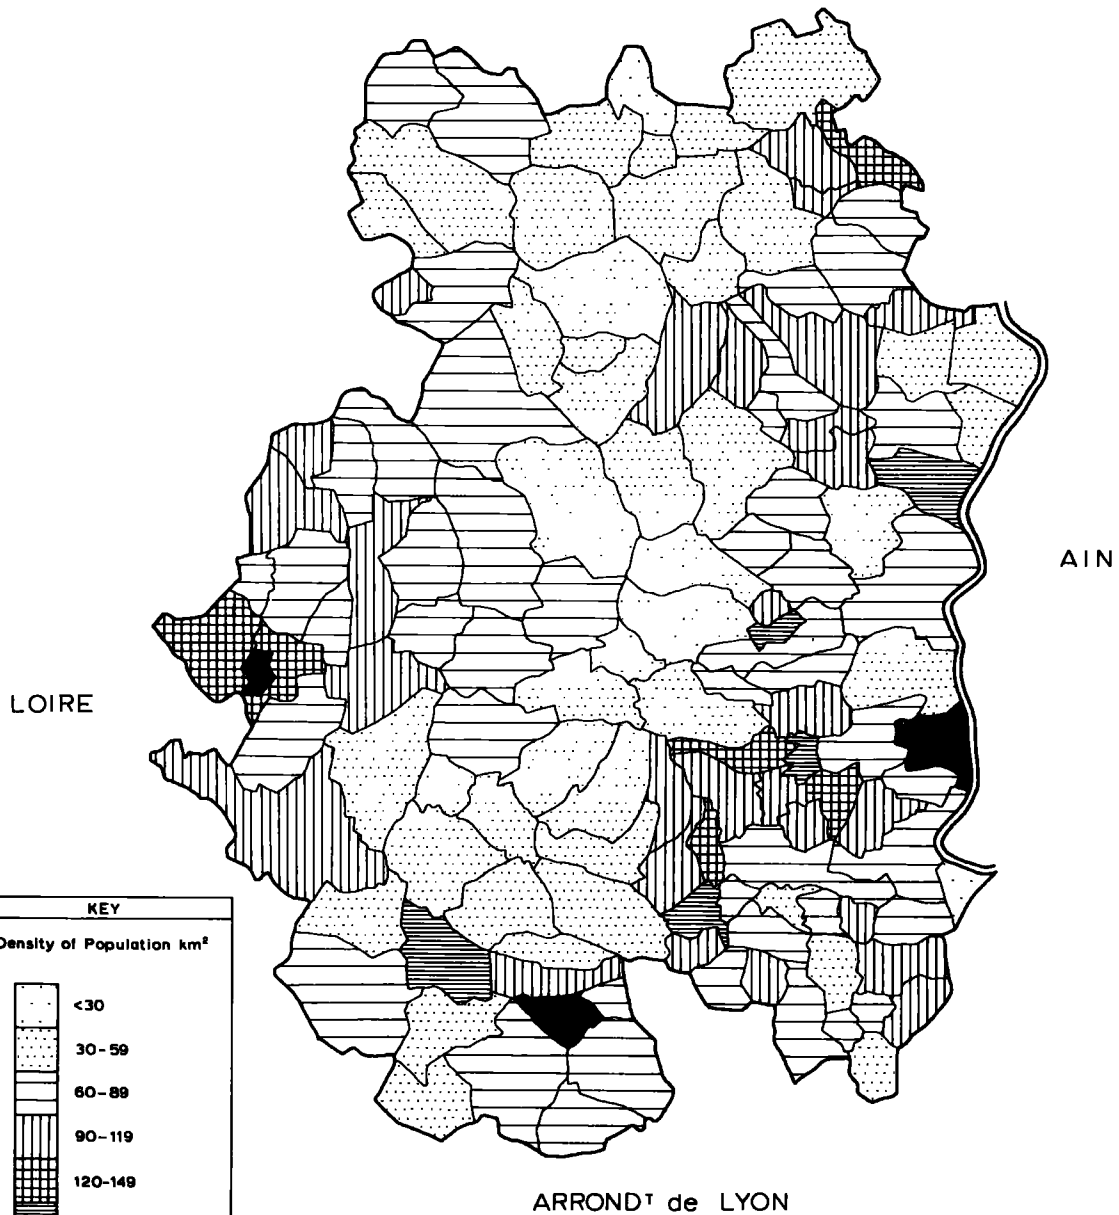 AIN
LOIRE
KEY
Density of Population km²
<30
30-59
60-89
90-119
120-149
ARRONDᵀ de LYON